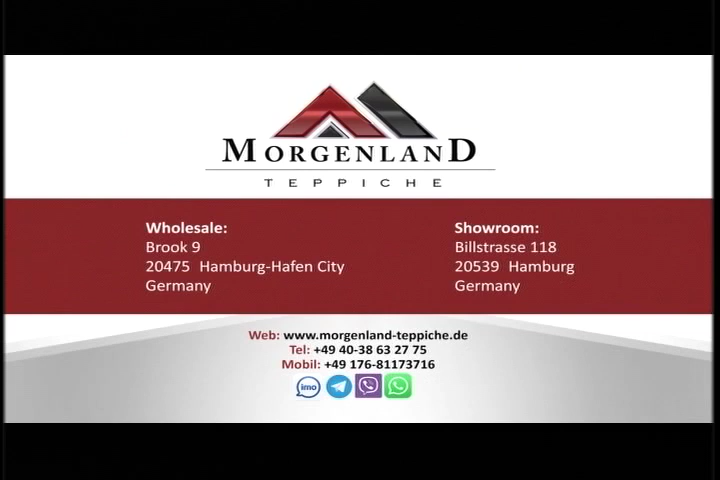 MORGENLAND
TEPPICHE
Wholesale:
Brook 9
20475 Hamburg-Hafen City
Germany
Showroom:
Billstrasse 118
20539 Hamburg
Germany
Web: www.morgenland-teppiche.de
Tel: +49 40-38 63 27 75
Mobil: +49 176-81173716
imo